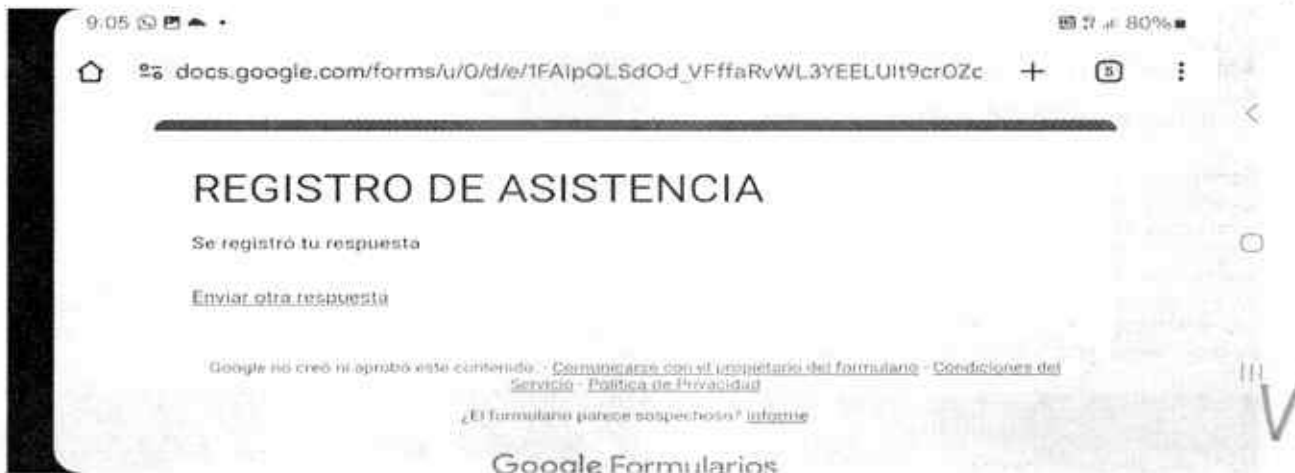 9:05
80%
docs.google.com/forms/u/0/d/e/1FAIpQLSdOd_VFffaRvWL3YEELUIt9crOZc
5
REGISTRO DE ASISTENCIA
Se registró tu respuesta
Enviar otra respuesta
Google no creó ni aprobó este contenido. - Comunicarse con el propietario del formulario - Condiciones del
Servicio - Política de Privacidad
¿El formulario parece sospechoso? Informe
Google Formularios